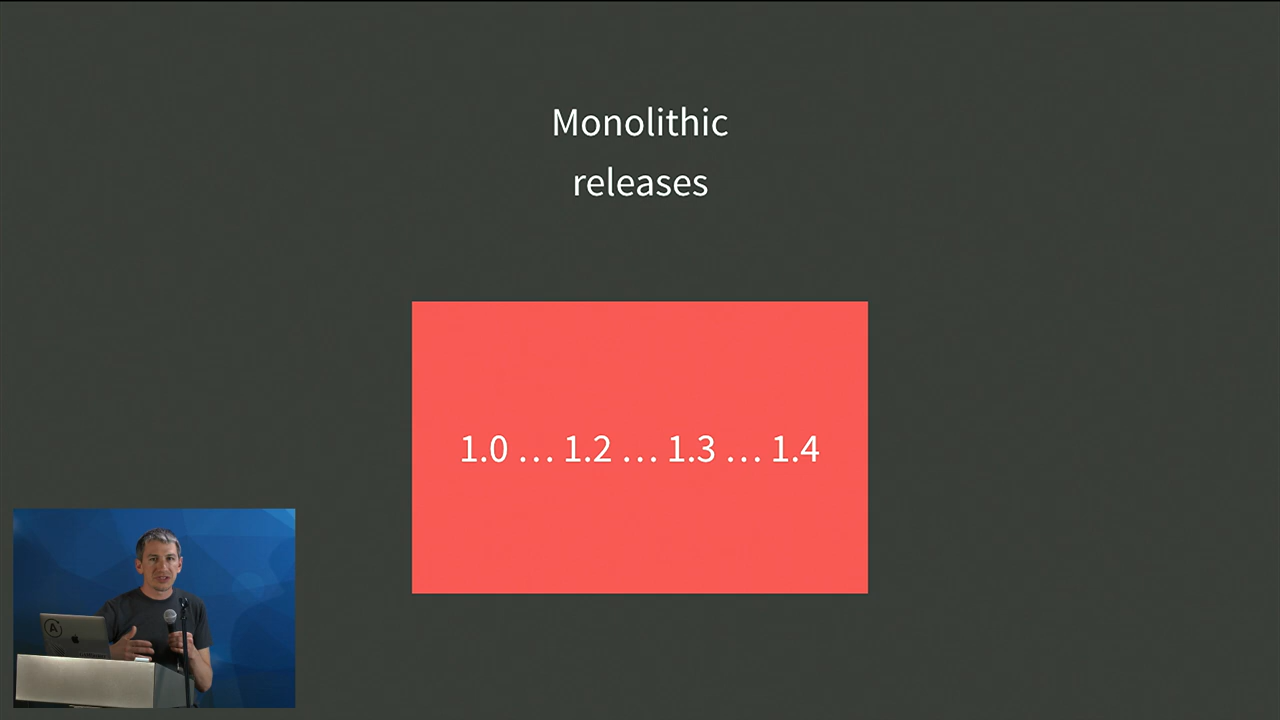 Monolithic
releases
1.0 … 1.2 … 1.3 … 1.4
A